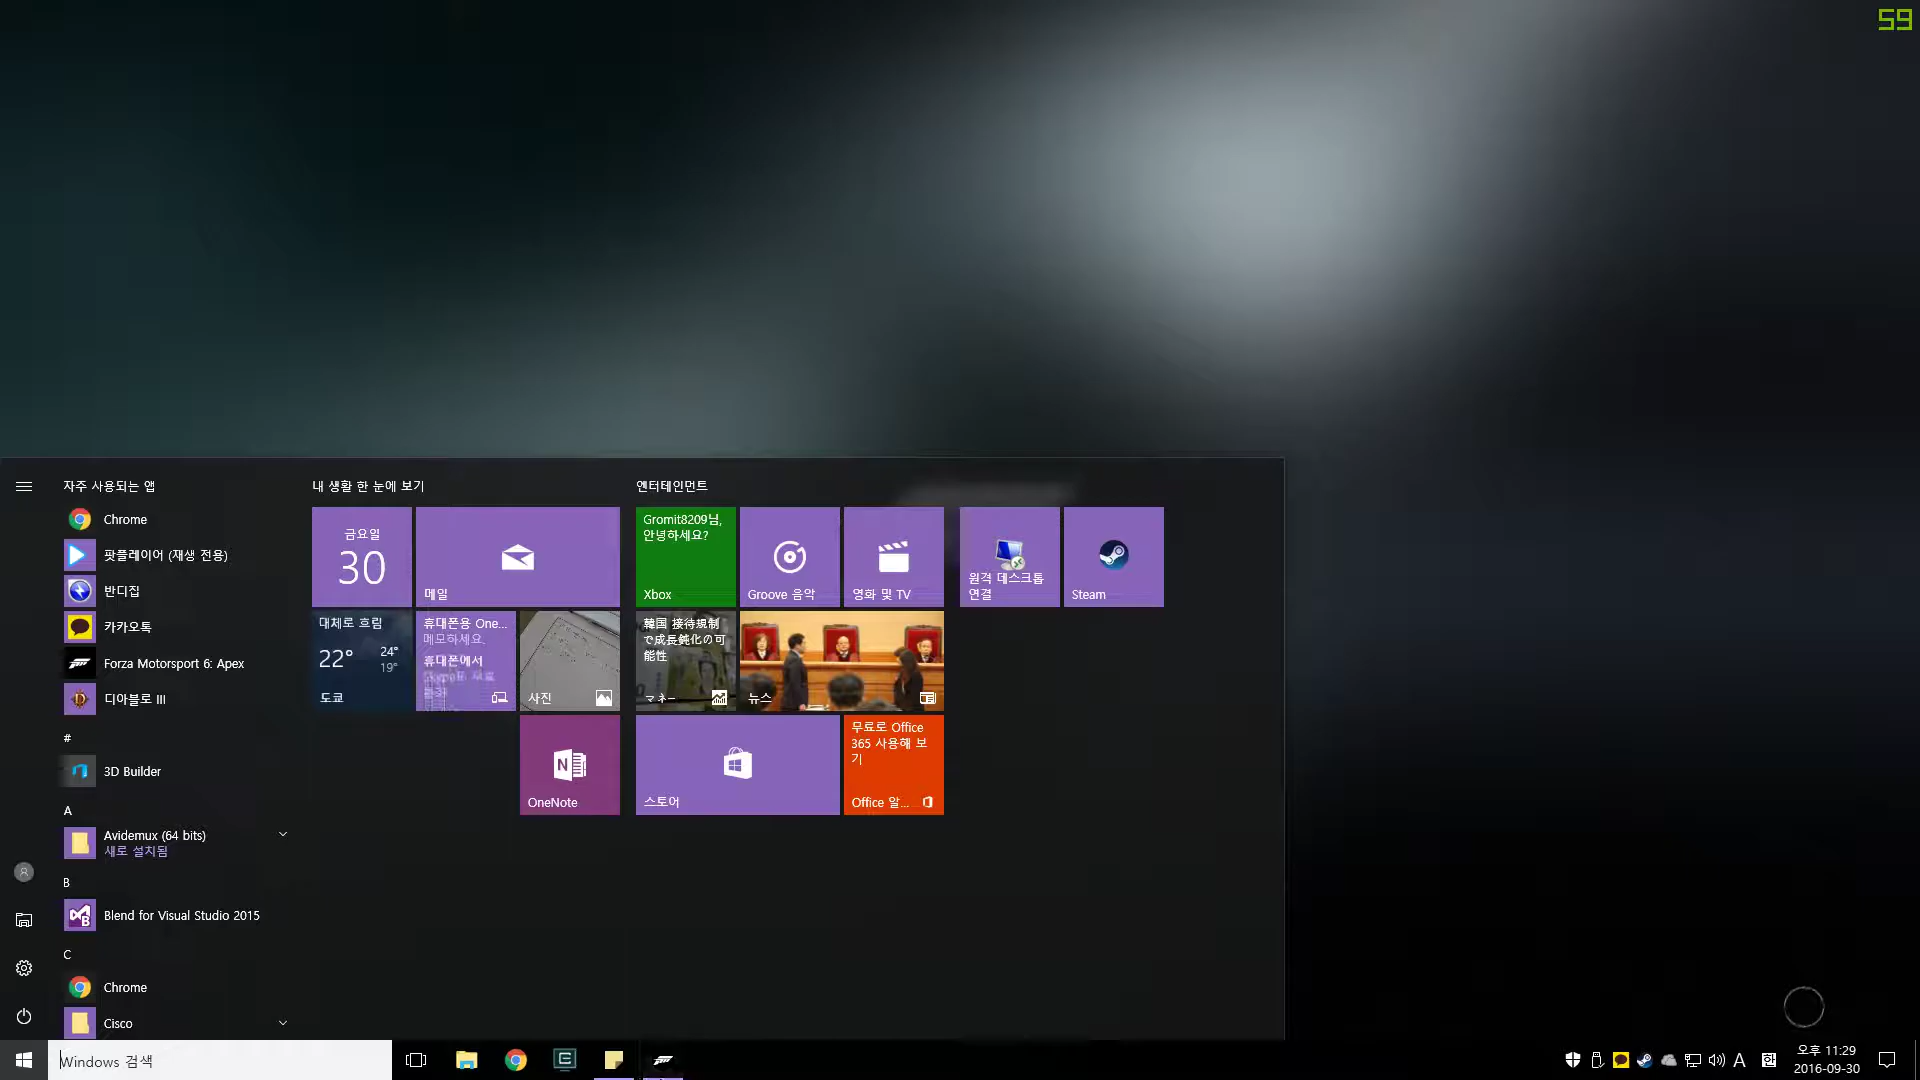 59
자주 사용되는 앱
Chrome
팟플레이어 (재생 전용)
반디집
카카오톡
Forza Motorsport 6: Apex
디아블로 III
#
3D Builder
A
Avidemux (64 bits)
새로 설치됨
B
Blend for Visual Studio 2015
C
Chrome
Cisco
내 생활 한 눈에 보기
금요일
30
메일
대체로 흐림
22°
24°
19°
도쿄
휴대폰용 One...
메모하세요.
휴대폰에서
사진
OneNote
엔터테인먼트
Gromit8209님,
안녕하세요?
Xbox
Groove 음악
영화 및 TV
韓国 接待規制
で成長鈍化の可
能性
マネー
뉴스
스토어
무료로 Office
365 사용해 보
기
Office 알...
원격 데스크톱
연결
Steam
Windows 검색
A
한
오후 11:29
2016-09-30